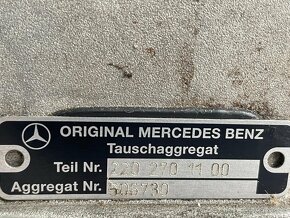 ORIGINAL MERCEDES BENZ
Tauschaggregat
Teil Nr. 220 270 11 00
Aggregat Nr. 506730